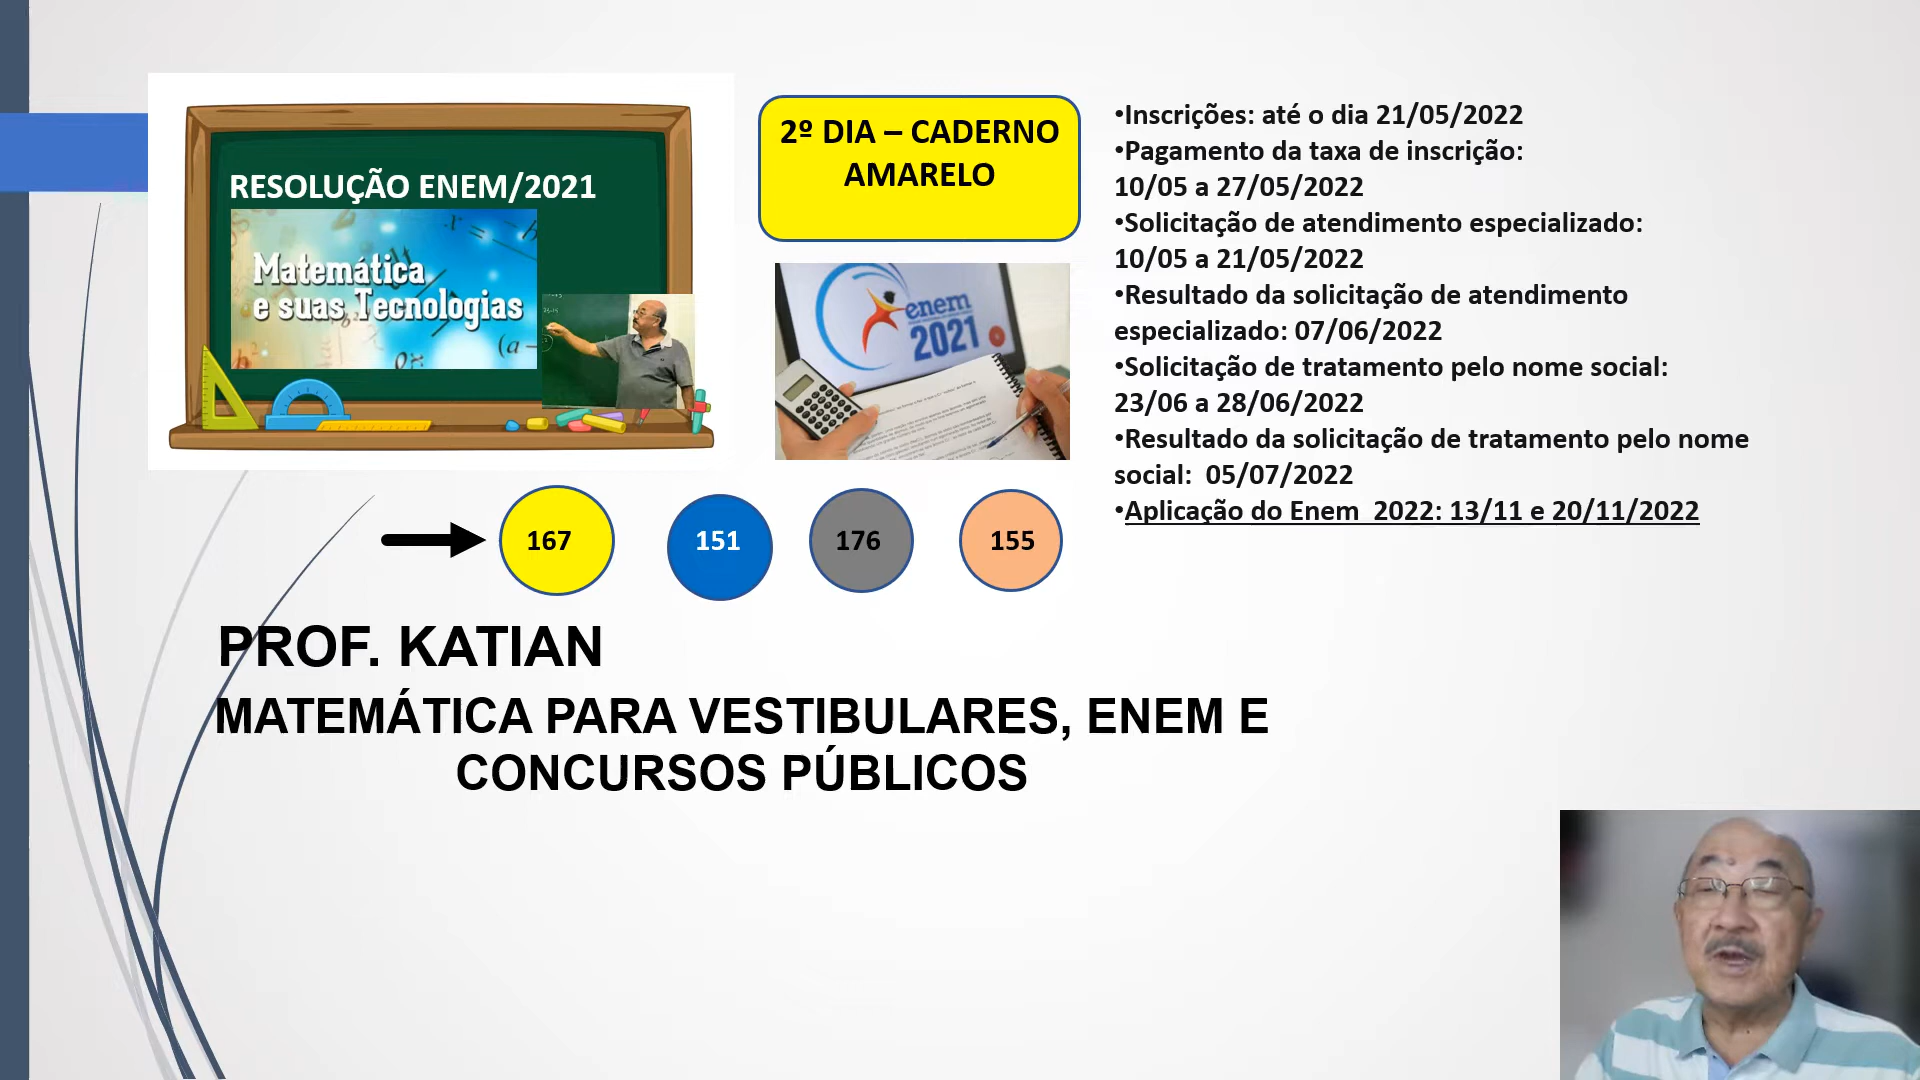 RESOLUÇÃO ENEM/2021
Matemática
e suas Tecnologias
2º DIA – CADERNO
AMARELO
enem
2021
•Inscrições: até o dia 21/05/2022
•Pagamento da taxa de inscrição:
10/05 a 27/05/2022
•Solicitação de atendimento especializado:
10/05 a 21/05/2022
•Resultado da solicitação de atendimento
especializado: 07/06/2022
•Solicitação de tratamento pelo nome social:
23/06 a 28/06/2022
•Resultado da solicitação de tratamento pelo nome
social:  05/07/2022
•Aplicação do Enem  2022: 13/11 e 20/11/2022
167
151
176
155
PROF. KATIAN
MATEMÁTICA PARA VESTIBULARES, ENEM E
CONCURSOS PÚBLICOS